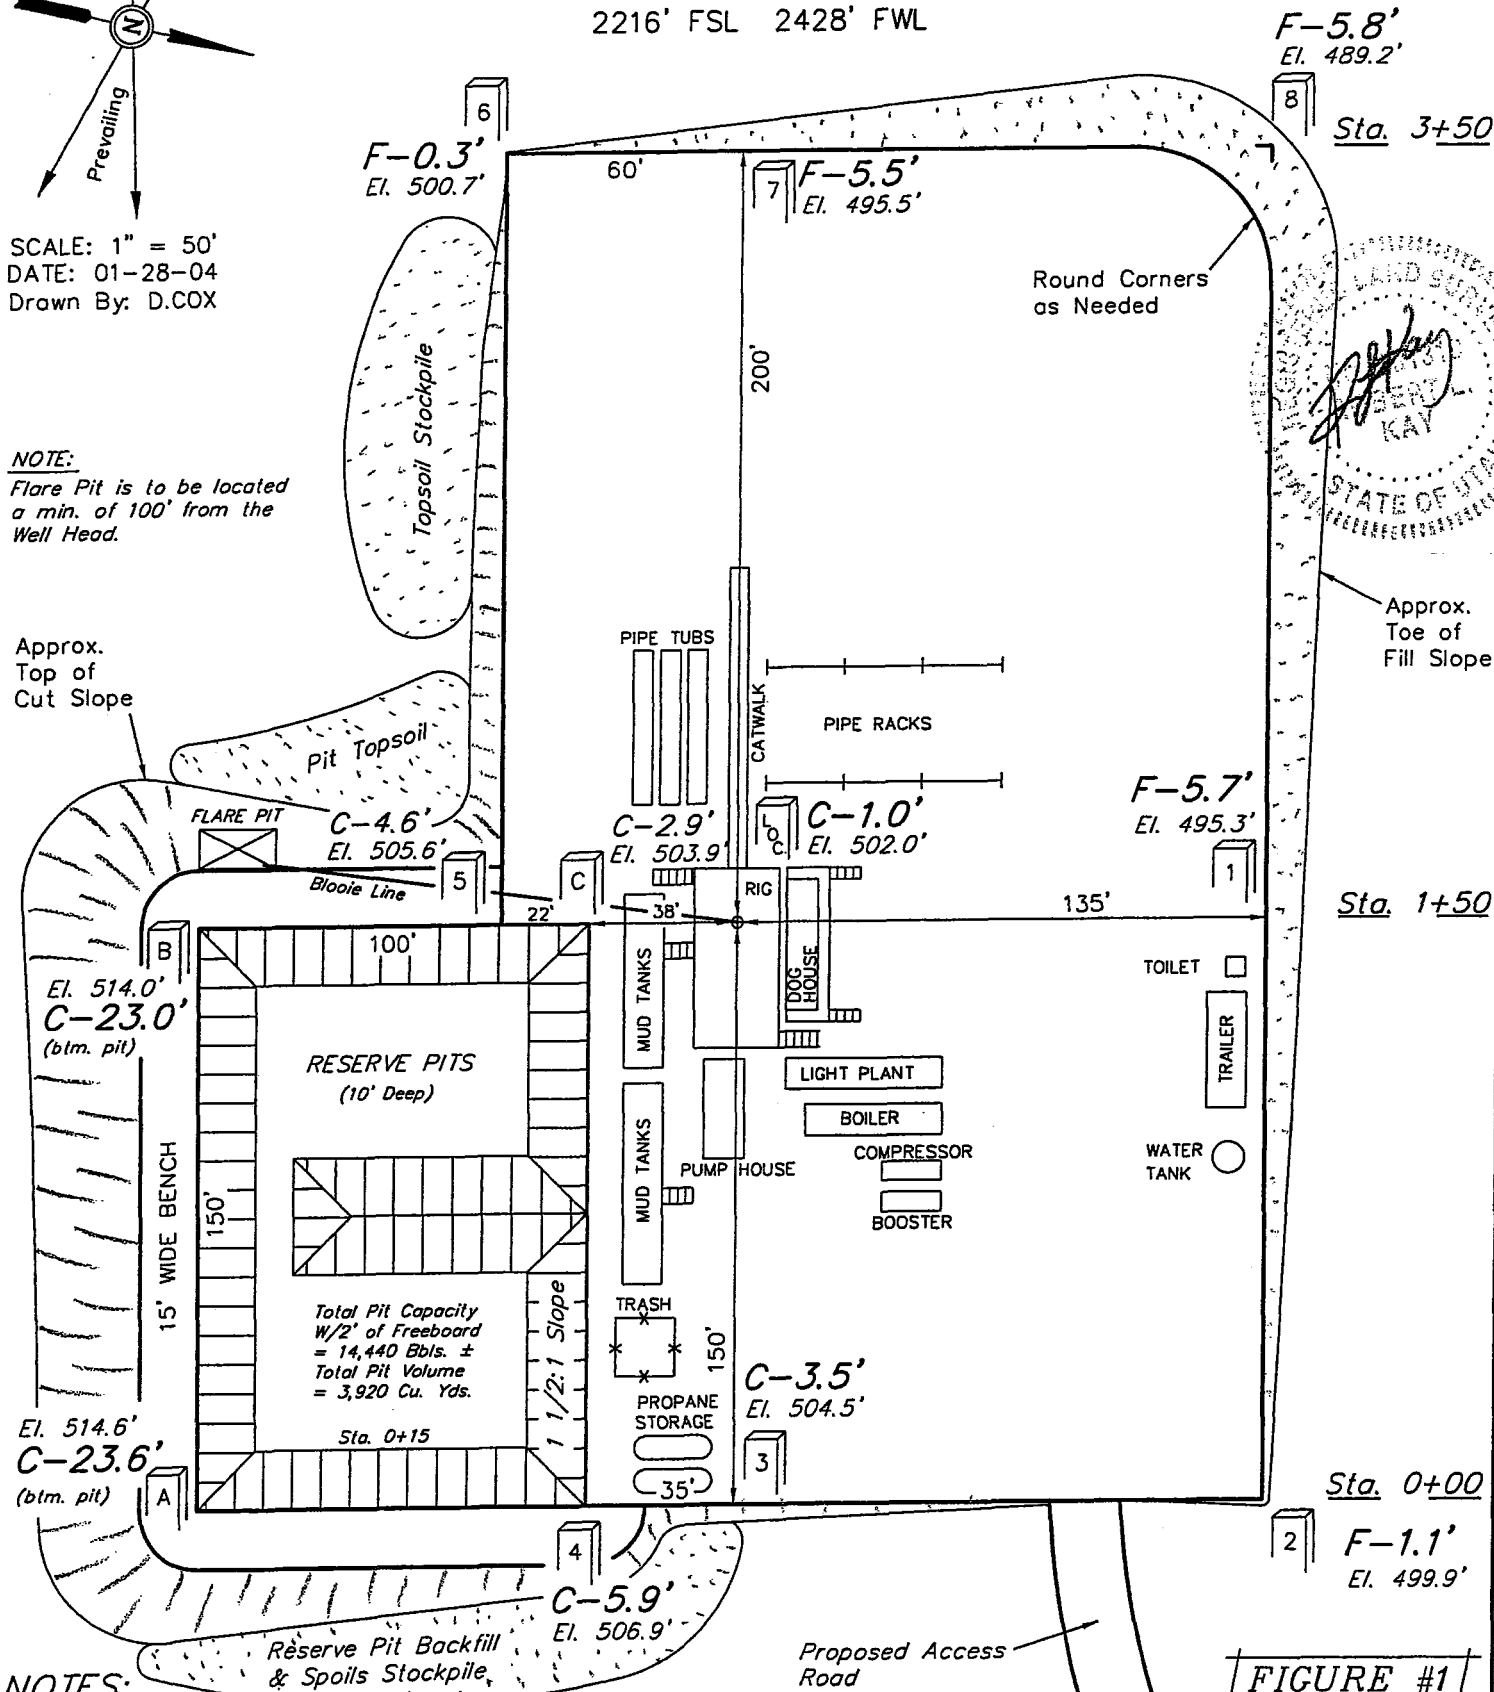 2216' FSL 2428' FWL
F-5.8'
El. 489.2'
N
Prevailing
6
8
Sta. 3+50
F-0.3'
El. 500.7'
60'
7
F-5.5'
El. 495.5'
SCALE: 1" = 50'
DATE: 01-28-04
Drawn By: D.COX
Round Corners
as Needed
LAND SURV
KAY
STATE OF UTA
200'
Topsoil Stockpile
NOTE:
Flare Pit is to be located
a min. of 100' from the
Well Head.
Approx.
Toe of
Fill Slope
Approx.
Top of
Cut Slope
PIPE TUBS
CATWALK
PIPE RACKS
Pit Topsoil
FLARE PIT
C-4.6'
El. 505.6'
C-2.9'
El. 503.9'
LOC.
C-1.0'
El. 502.0'
F-5.7'
El. 495.3'
1
5
C
Blooie Line
RIG
22'
38'
135'
Sta. 1+50
B
100'
El. 514.0'
C-23.0'
(btm. pit)
MUD TANKS
DOG
HOUSE
TOILET
TRAILER
RESERVE PITS
(10' Deep)
LIGHT PLANT
BOILER
COMPRESSOR
PUMP HOUSE
BOOSTER
WATER
TANK
MUD TANKS
15' WIDE BENCH
150'
Total Pit Capacity
W/2' of Freeboard
= 14,440 Bbls. ±
Total Pit Volume
= 3,920 Cu. Yds.
1 1/2:1 Slope
TRASH
150'
C-3.5'
El. 504.5'
PROPANE
STORAGE
Sta. 0+15
El. 514.6'
C-23.6'
(btm. pit)
A
35'
3
Sta. 0+00
4
2
F-1.1'
El. 499.9'
C-5.9'
El. 506.9'
Reserve Pit Backfill
& Spoils Stockpile
Proposed Access
Road
NOTES:
FIGURE #1